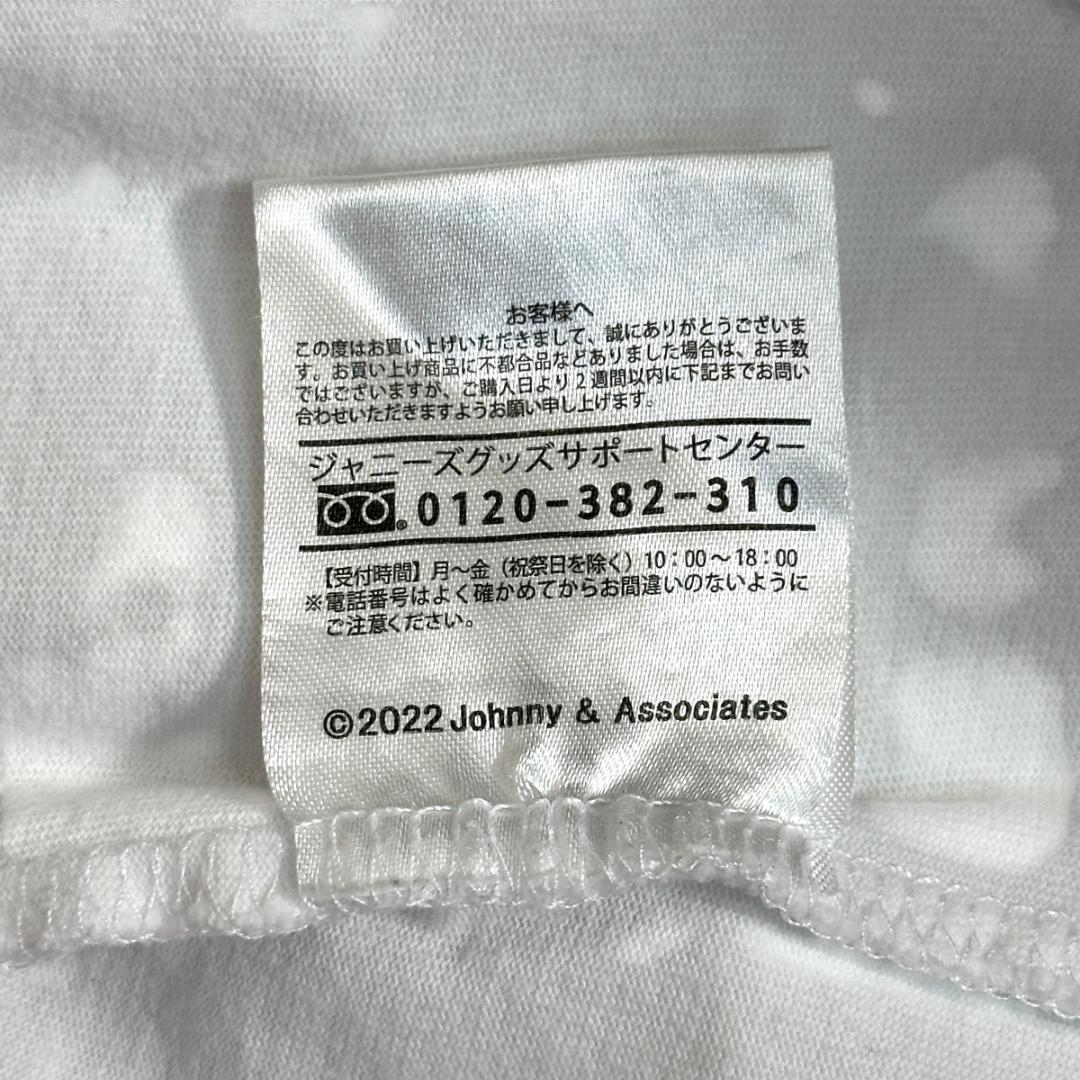 お客様へ
この度はお買い上げいただきまして、誠にありがとうございま
す。お買い上げ商品に不都合品などありました場合は、お手数
ではございますが、ご購入日より2週間以内に下記までお問い
合わせいただきますようお願い申し上げます。
ジャニーズグッズサポートセンター
® 0120-382-310
【受付時間】月〜金（祝祭日を除く）10：00〜18：00
※電話番号はよく確かめてからお間違いのないように
ご注意ください。
©2022 Johnny & Associates